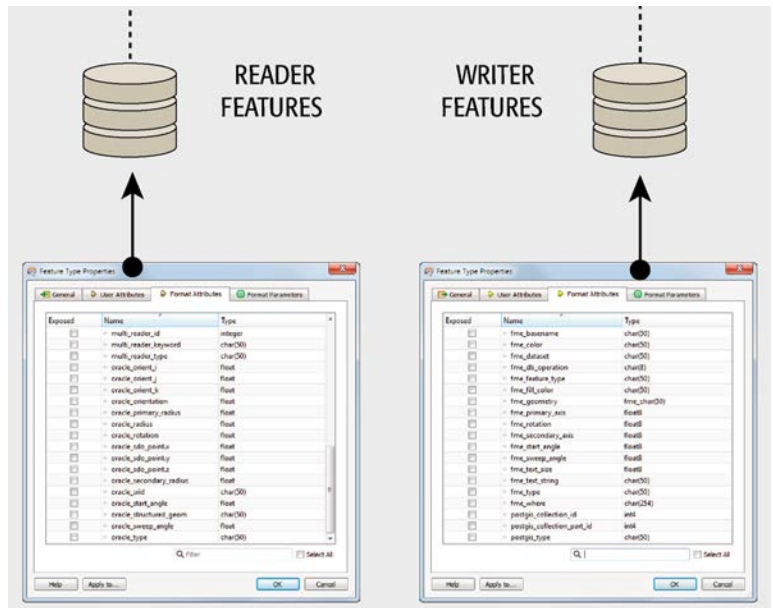 READER
FEATURES
WRITER
FEATURES
Feature Type Properties
General User Attributes Format Attributes Format Parameters
Exposed Name Type
multi_reader_id integer
multi_reader_keyword char(50)
multi_reader_type char(50)
oracle_orient_i float
oracle_orient_j float
oracle_orient_k float
oracle_orientation float
oracle_primary_radius float
oracle_radius float
oracle_rotation float
oracle_sdo_point.x float
oracle_sdo_point.y float
oracle_sdo_point.z float
oracle_secondary_radius float
oracle_srid char(50)
oracle_start_angle float
oracle_structured_geom char(50)
oracle_sweep_angle float
oracle_type char(50)
Filter Select All
Help Apply to... OK Cancel
Feature Type Properties
General User Attributes Format Attributes Format Parameters
Exposed Name Type
fme_basename char(50)
fme_color char(50)
fme_dataset char(50)
fme_db_operation char(8)
fme_feature_type char(50)
fme_fill_color char(50)
fme_geometry fme_char(50)
fme_primary_axis float8
fme_rotation float8
fme_secondary_axis float8
fme_start_angle float8
fme_sweep_angle float8
fme_text_size float8
fme_text_string char(50)
fme_type char(50)
fme_where char(254)
postgis_collection_id int4
postgis_collection_part_id int4
postgis_type char(50)
Select All
Help Apply to... OK Cancel